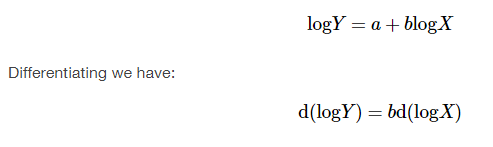 logY = a + blogX
Differentiating we have:
d(logY) = bd(logX)